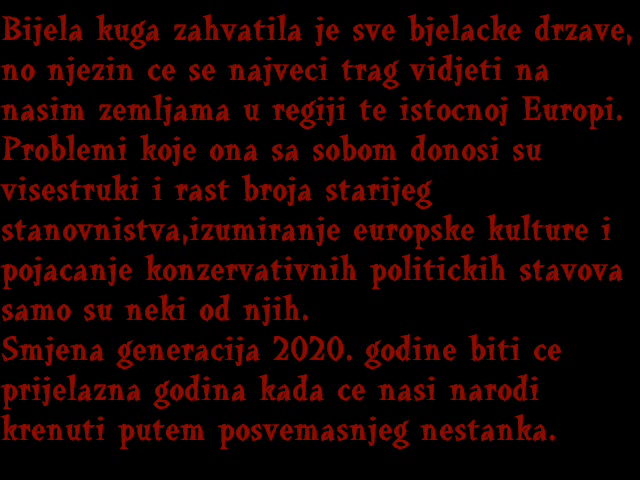 Bijela kuga zahvatila je sve bjelacke drzave,
no njezin ce se najveci trag vidjeti na
nasim zemljama u regiji te istocnoj Europi.
Problemi koje ona sa sobom donosi su
visestruki i rast broja starijeg
stanovnistva,izumiranje europske kulture i
pojacanje konzervativnih politickih stavova
samo su neki od njih.
Smjena generacija 2020. godine biti ce
prijelazna godina kada ce nasi narodi
krenuti putem posvemasnjeg nestanka.